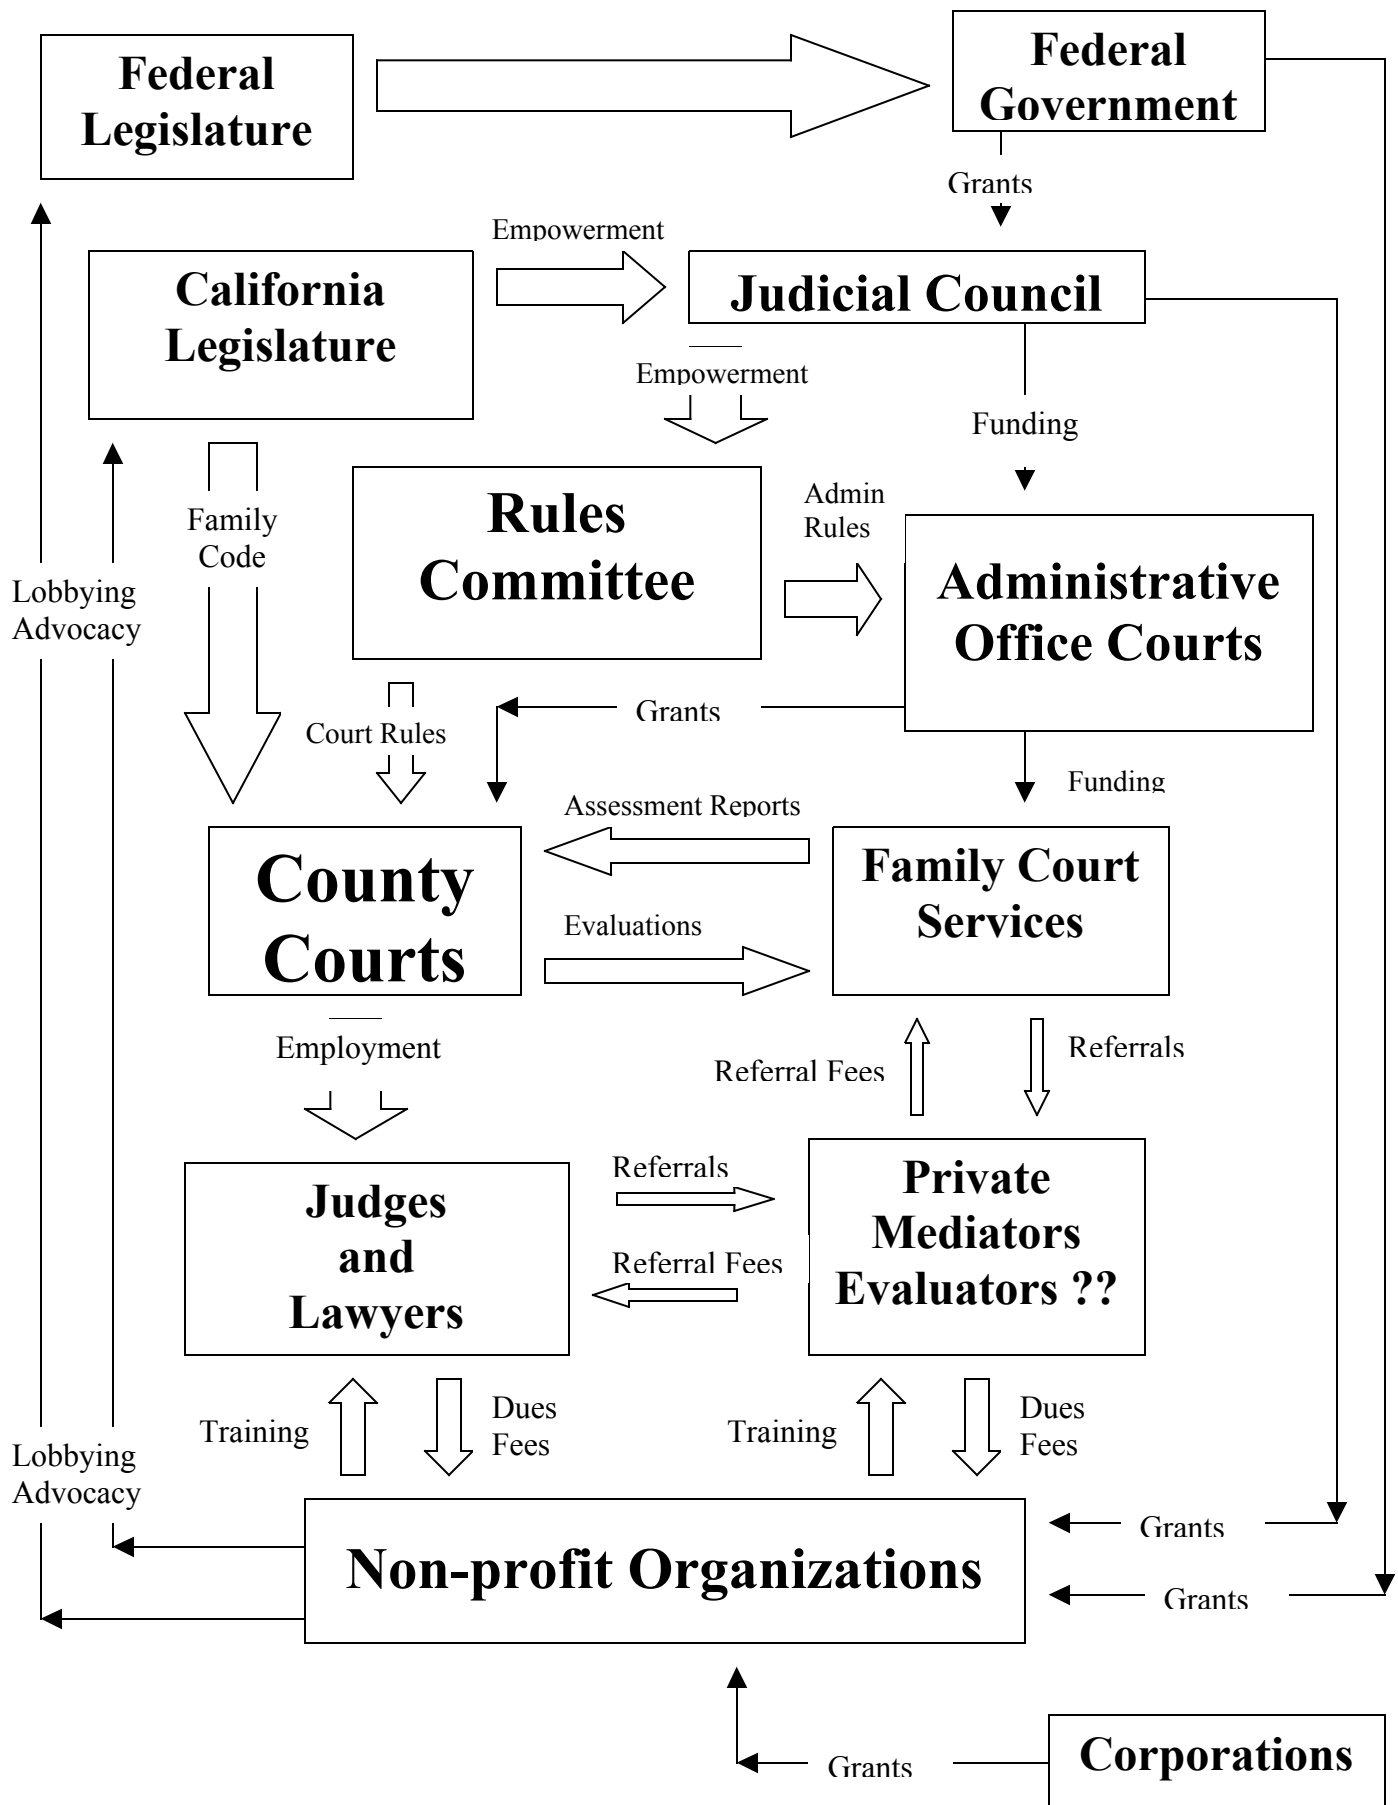 Federal
Legislature
Federal
Government
Grants
Empowerment
California
Legislature
Judicial Council
Empowerment
Funding
Family
Code
Rules
Committee
Admin
Rules
Administrative
Office Courts
Lobbying
Advocacy
Court Rules
Grants
Funding
Assessment Reports
County
Courts
Family Court
Services
Evaluations
Employment
Referral Fees
Referrals
Judges
and
Lawyers
Referrals
Referral Fees
Private
Mediators
Evaluators ??
Training
Dues
Fees
Training
Dues
Fees
Lobbying
Advocacy
Non-profit Organizations
Grants
Grants
Grants
Corporations